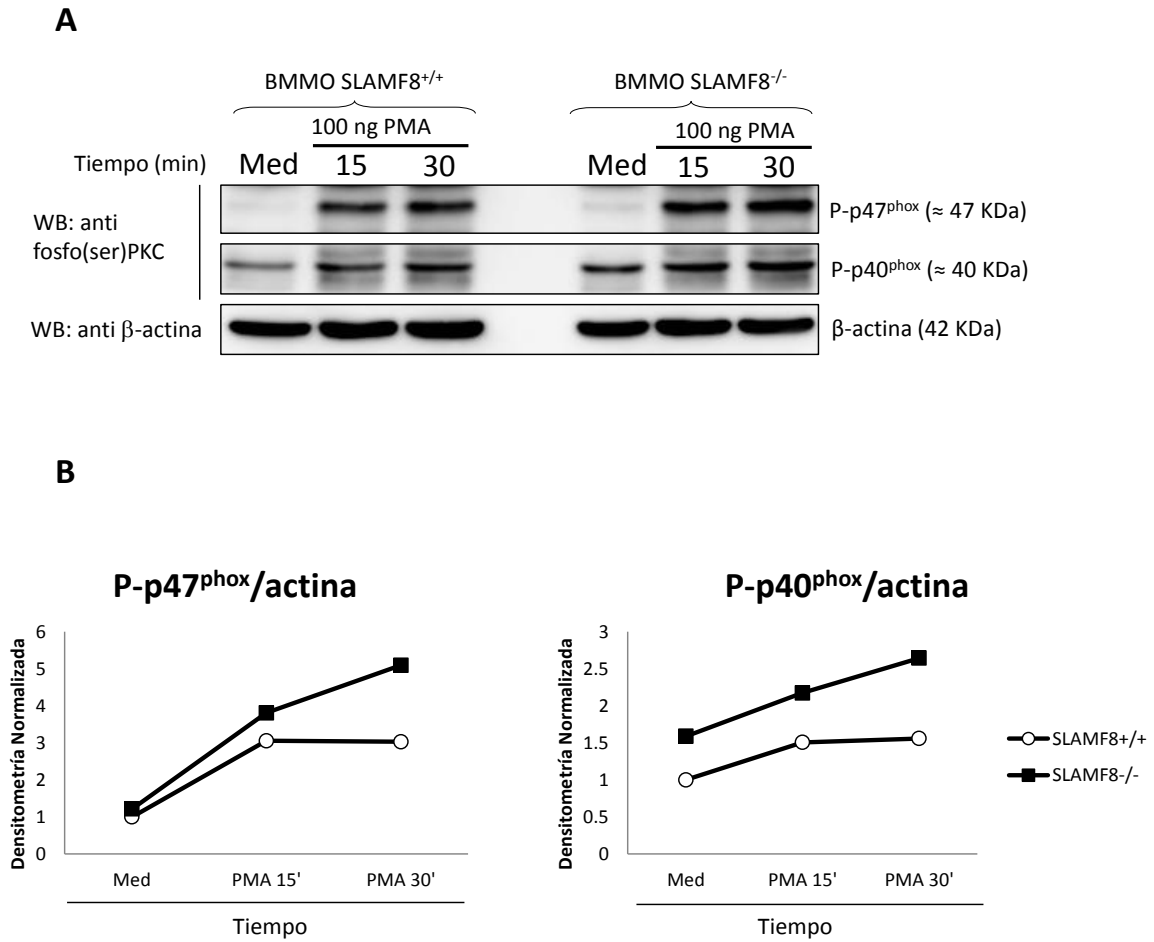 A
BMMO SLAMF8+/+ BMMO SLAMF8-/-
100 ng PMA 100 ng PMA
Tiempo (min) Med 15 30 Med 15 30
WB: anti
fosfo(ser)PKC
P-p47phox (≈ 47 KDa)
P-p40phox (≈ 40 KDa)
WB: anti β-actina β-actina (42 KDa)
B
P-p47phox/actina
Densitometría Normalizada
6
5
4
3
2
1
0
Med PMA 15' PMA 30'
Tiempo
P-p40phox/actina
Densitometría Normalizada
3
2.5
2
1.5
1
0.5
0
Med PMA 15' PMA 30'
Tiempo
SLAMF8+/+
SLAMF8-/-